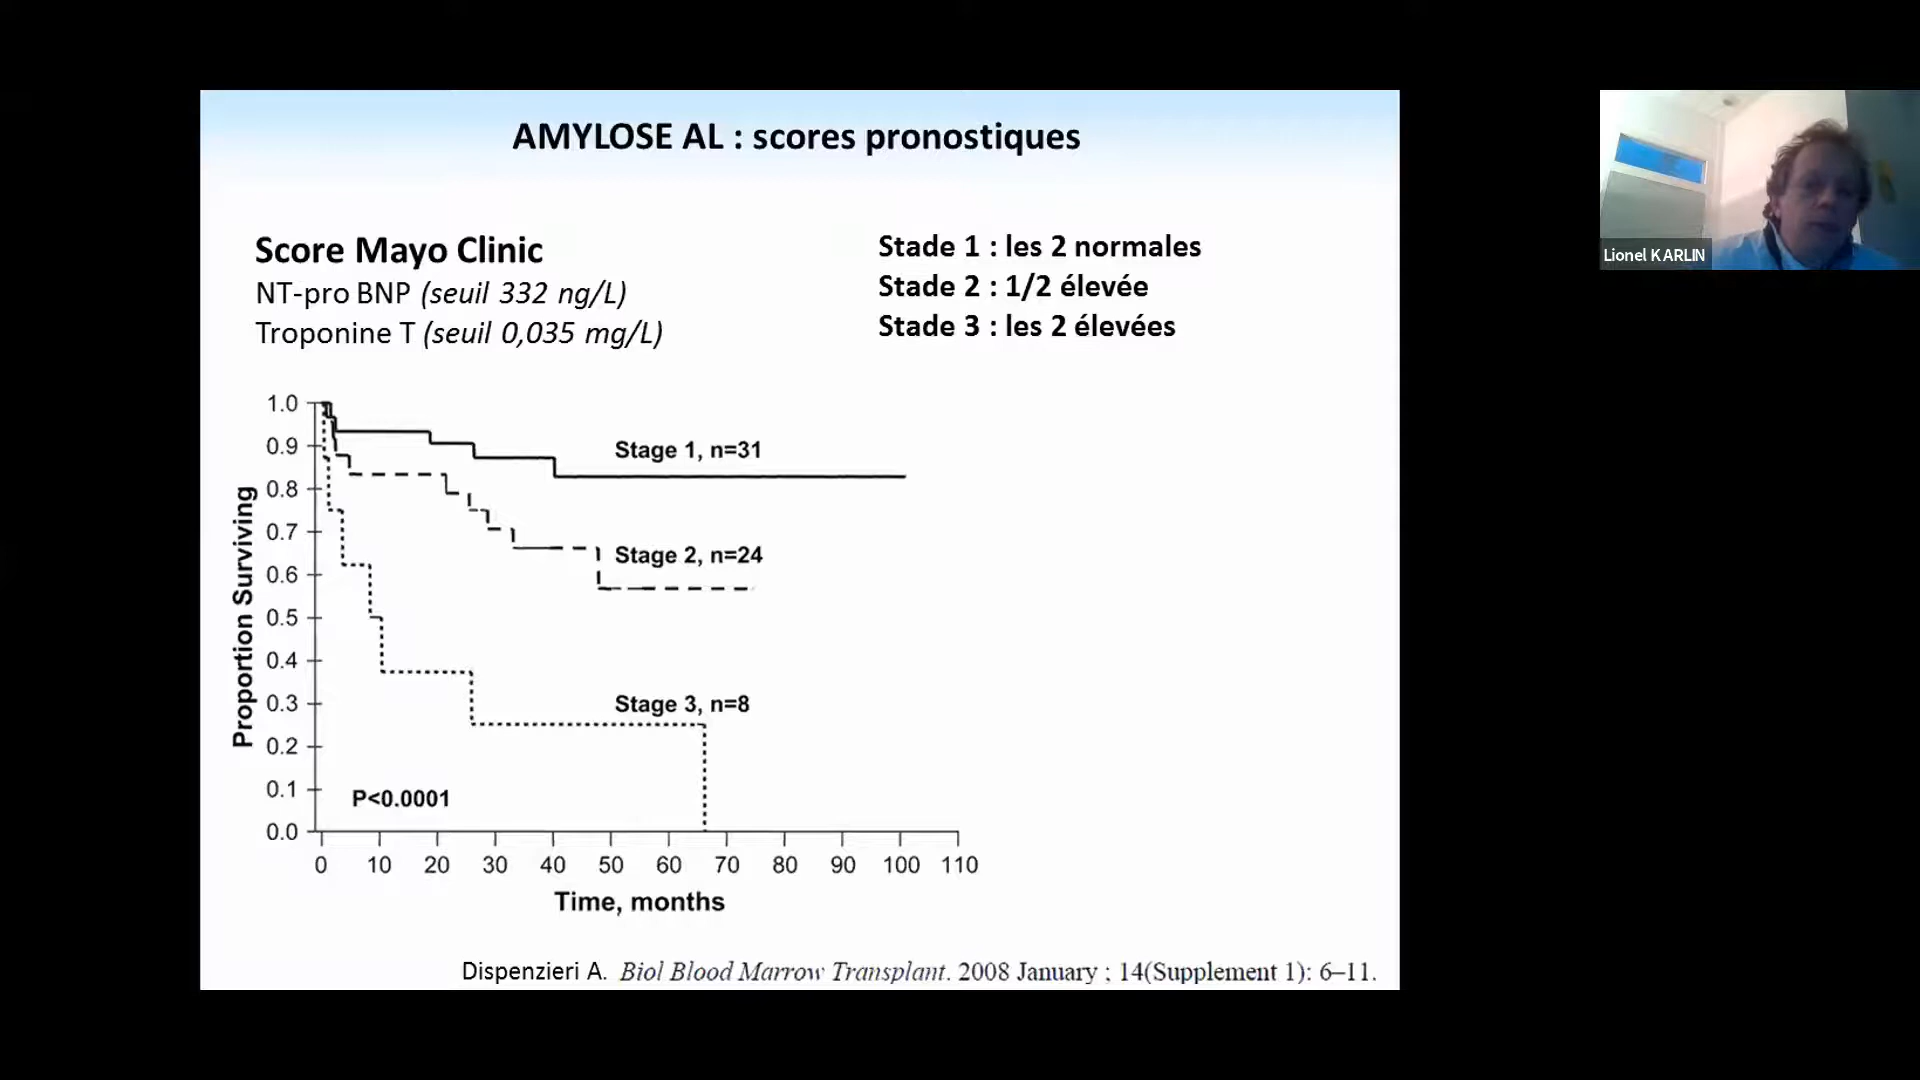 AMYLOSE AL : scores pronostiques
Score Mayo Clinic
NT-pro BNP (seuil 332 ng/L)
Troponine T (seuil 0,035 mg/L)
Stade 1 : les 2 normales
Stade 2 : 1/2 élevée
Stade 3 : les 2 élevées
Lionel KARLIN
Proportion Surviving
1.0
0.9
0.8
0.7
0.6
0.5
0.4
0.3
0.2
0.1
0.0
Stage 1, n=31
Stage 2, n=24
Stage 3, n=8
P<0.0001
0 10 20 30 40 50 60 70 80 90 100 110
Time, months
Dispenzieri A. Biol Blood Marrow Transplant. 2008 January ; 14(Supplement 1): 6–11.